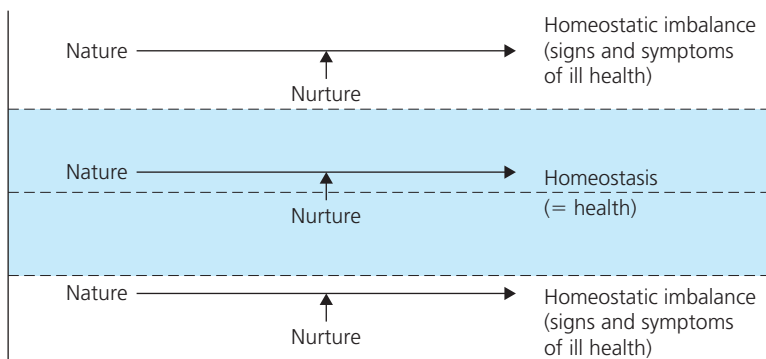 Nature
Nurture
Homeostatic imbalance
(signs and symptoms
of ill health)
Nature
Nurture
Homeostasis
(= health)
Nature
Nurture
Homeostatic imbalance
(signs and symptoms
of ill health)